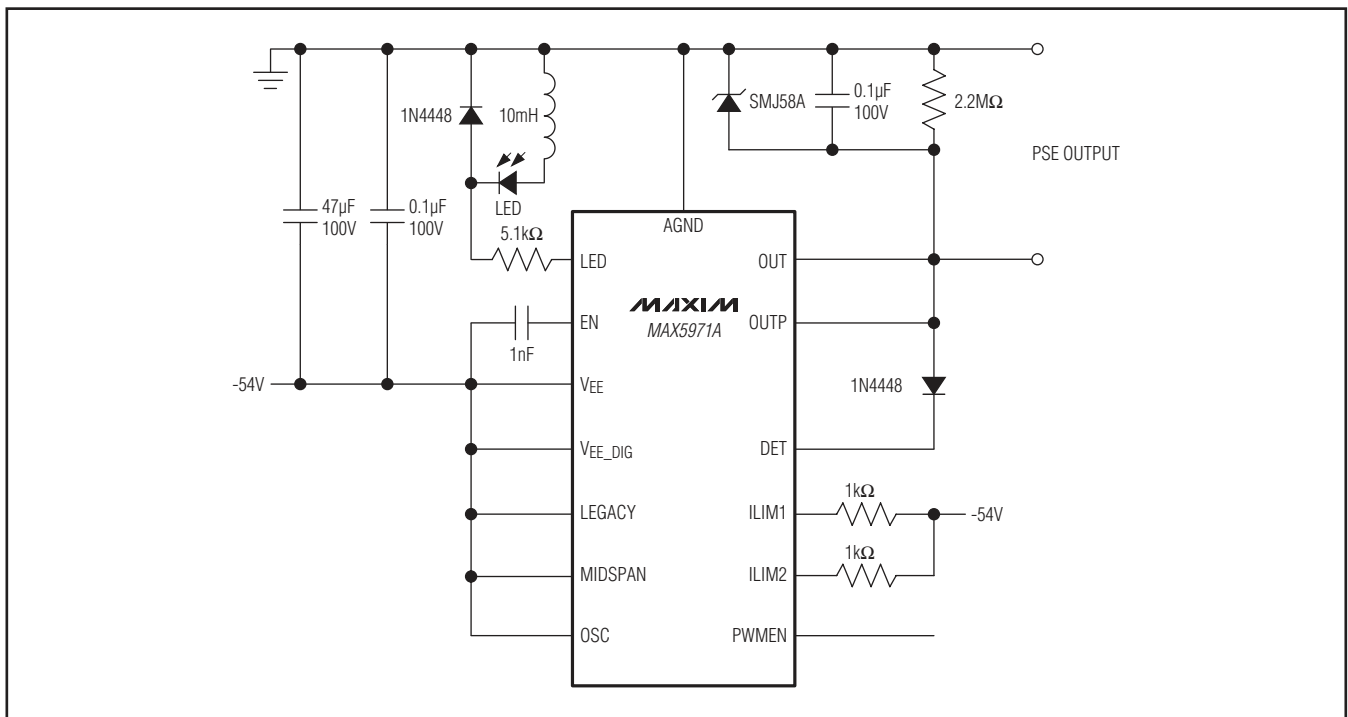 1N4448
10mH
SMJ58A
0.1µF
100V
2.2MΩ
PSE OUTPUT
47µF
100V
0.1µF
100V
LED
5.1kΩ
AGND
LED
OUT
MAXIM
MAX5971A
EN
OUTP
1nF
-54V
VEE
1N4448
VEE_DIG
DET
LEGACY
ILIM1
1kΩ
-54V
MIDSPAN
ILIM2
1kΩ
OSC
PWMEN